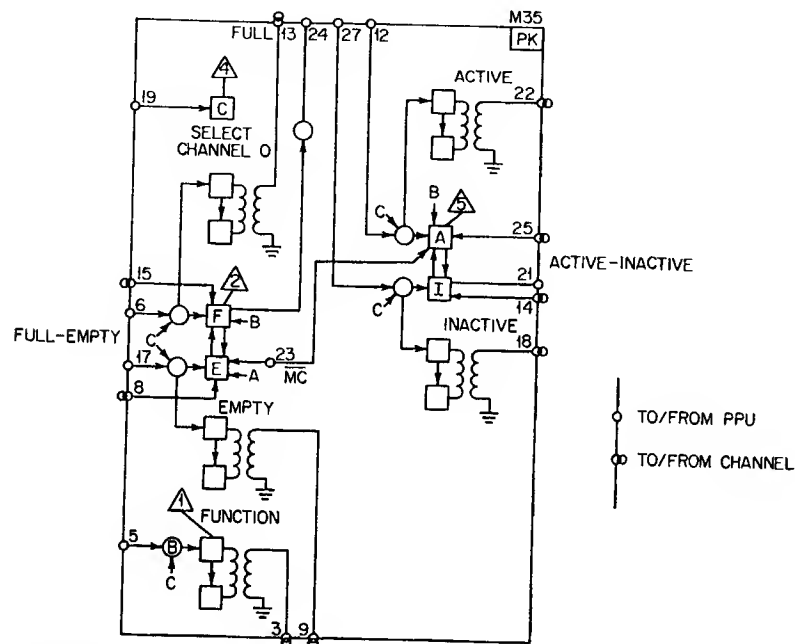 M35
PK
FULL 13 24 27 12
4
19
C
SELECT
CHANNEL 0
ACTIVE
22
B
5
C
A
25
ACTIVE-INACTIVE
21
I
14
C
15
2
6
F
B
C
FULL-EMPTY
17
E
23
MC
A
8
INACTIVE
18
EMPTY
TO/FROM PPU
TO/FROM CHANNEL
1
FUNCTION
5
B
C
3 9